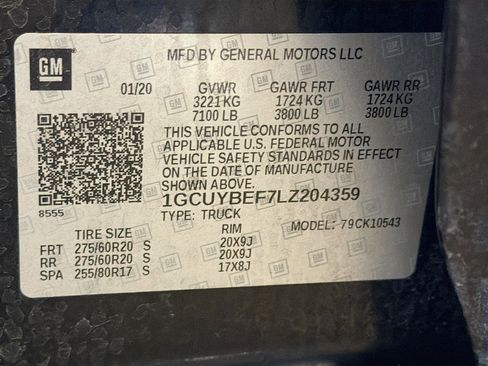 GM
MFD BY GENERAL MOTORS LLC
01/20 GVWR GAWR FRT GAWR RR
3221 KG 1724 KG 1724 KG
7100 LB 3800 LB 3800 LB
THIS VEHICLE CONFORMS TO ALL
APPLICABLE U.S. FEDERAL MOTOR
VEHICLE SAFETY STANDARDS IN EFFECT
ON THE DATE OF MANUFACTURE
SHOWN ABOVE.
8555 1GCUYBEF7LZ204359
TYPE: TRUCK MODEL: 79CK10543
TIRE SIZE RIM
FRT 275/60R20 S 20X9J
RR 275/60R20 S 20X9J
SPA 255/80R17 S 17X8J